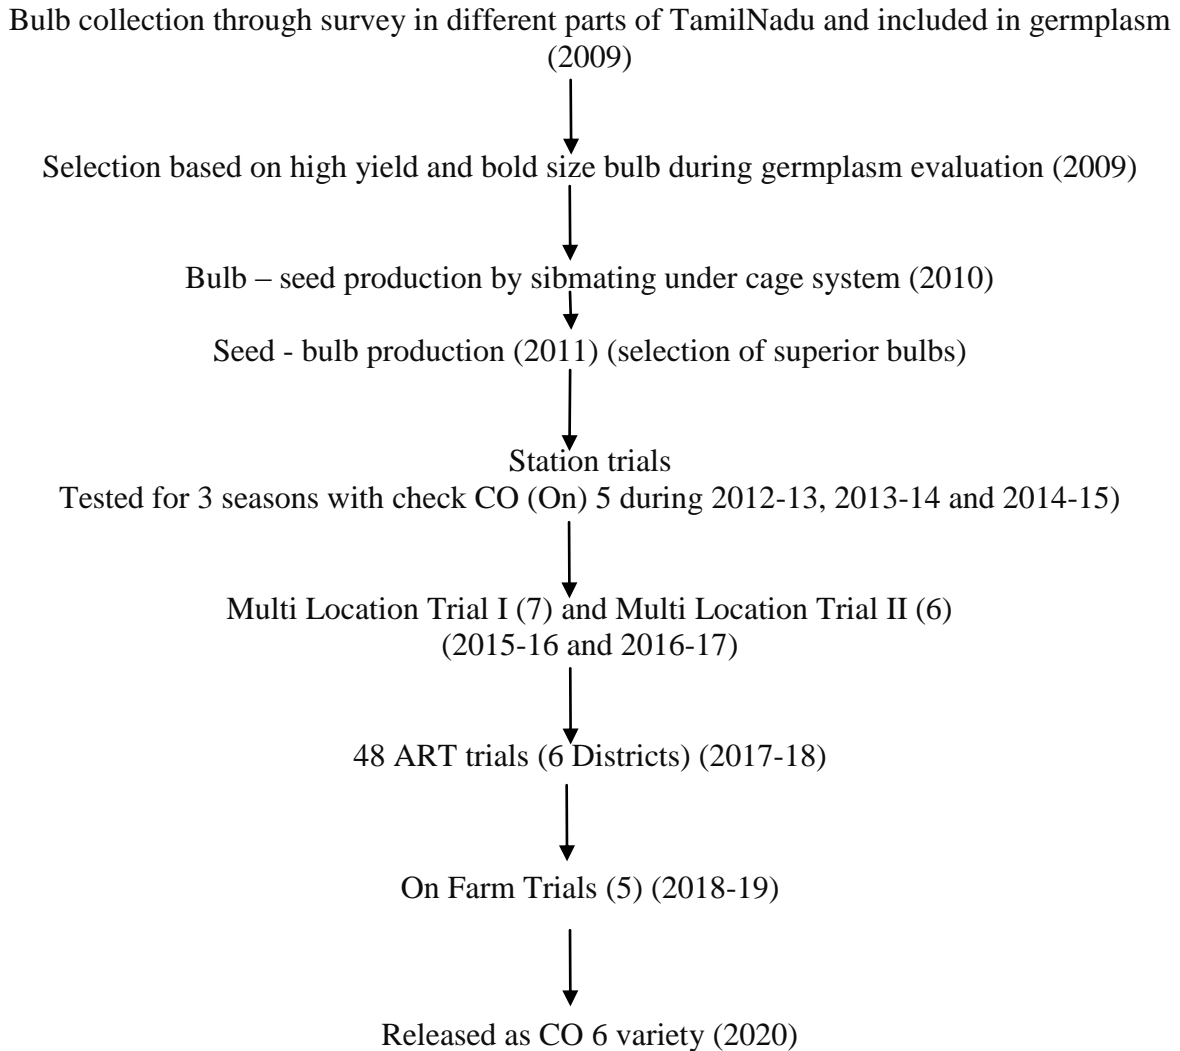 Bulb collection through survey in different parts of TamilNadu and included in germplasm
(2009)
Selection based on high yield and bold size bulb during germplasm evaluation (2009)
Bulb – seed production by sibmating under cage system (2010)
Seed - bulb production (2011) (selection of superior bulbs)
Station trials
Tested for 3 seasons with check CO (On) 5 during 2012-13, 2013-14 and 2014-15)
Multi Location Trial I (7) and Multi Location Trial II (6)
(2015-16 and 2016-17)
48 ART trials (6 Districts) (2017-18)
On Farm Trials (5) (2018-19)
Released as CO 6 variety (2020)